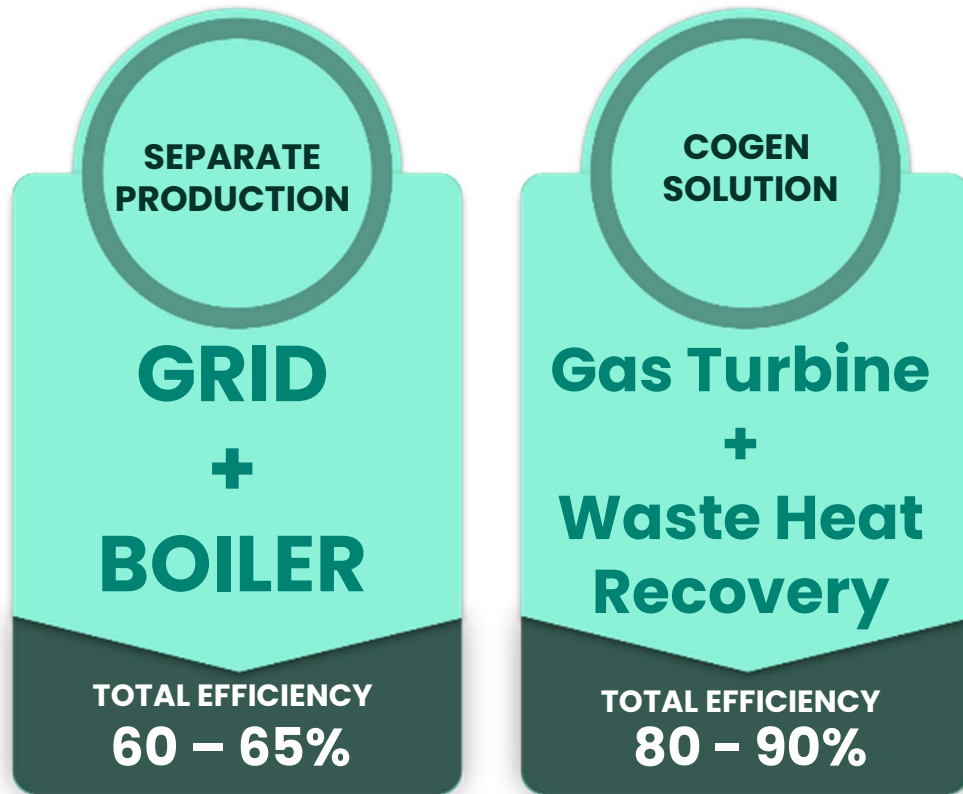 SEPARATE
PRODUCTION
GRID
+
BOILER
TOTAL EFFICIENCY
60 – 65%
COGEN
SOLUTION
Gas Turbine
+
Waste Heat
Recovery
TOTAL EFFICIENCY
80 - 90%